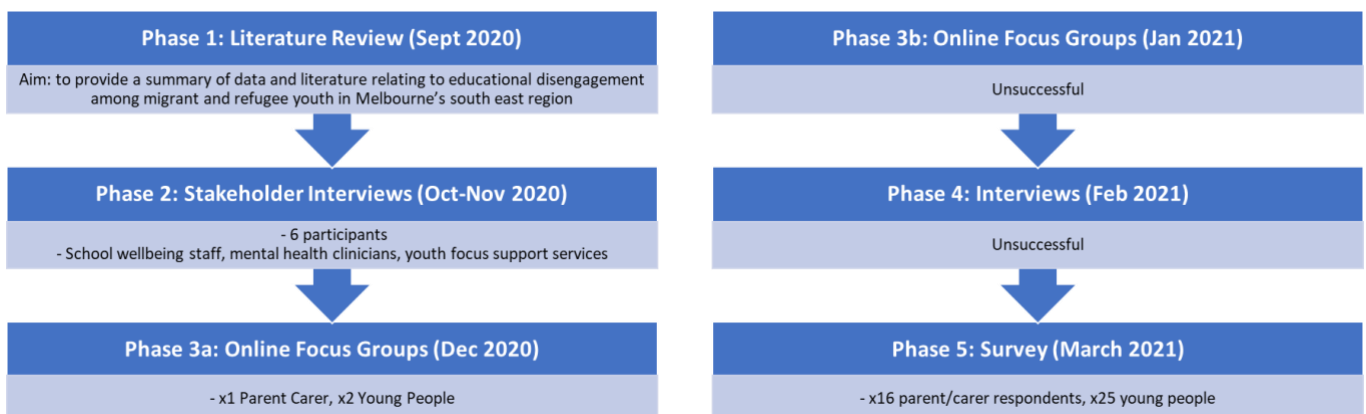 Phase 1: Literature Review (Sept 2020)
Aim: to provide a summary of data and literature relating to educational disengagement
among migrant and refugee youth in Melbourne's south east region
Phase 2: Stakeholder Interviews (Oct-Nov 2020)
- 6 participants
- School wellbeing staff, mental health clinicians, youth focus support services
Phase 3a: Online Focus Groups (Dec 2020)
- x1 Parent Carer, x2 Young People
Phase 3b: Online Focus Groups (Jan 2021)
Unsuccessful
Phase 4: Interviews (Feb 2021)
Unsuccessful
Phase 5: Survey (March 2021)
- x16 parent/carer respondents, x25 young people